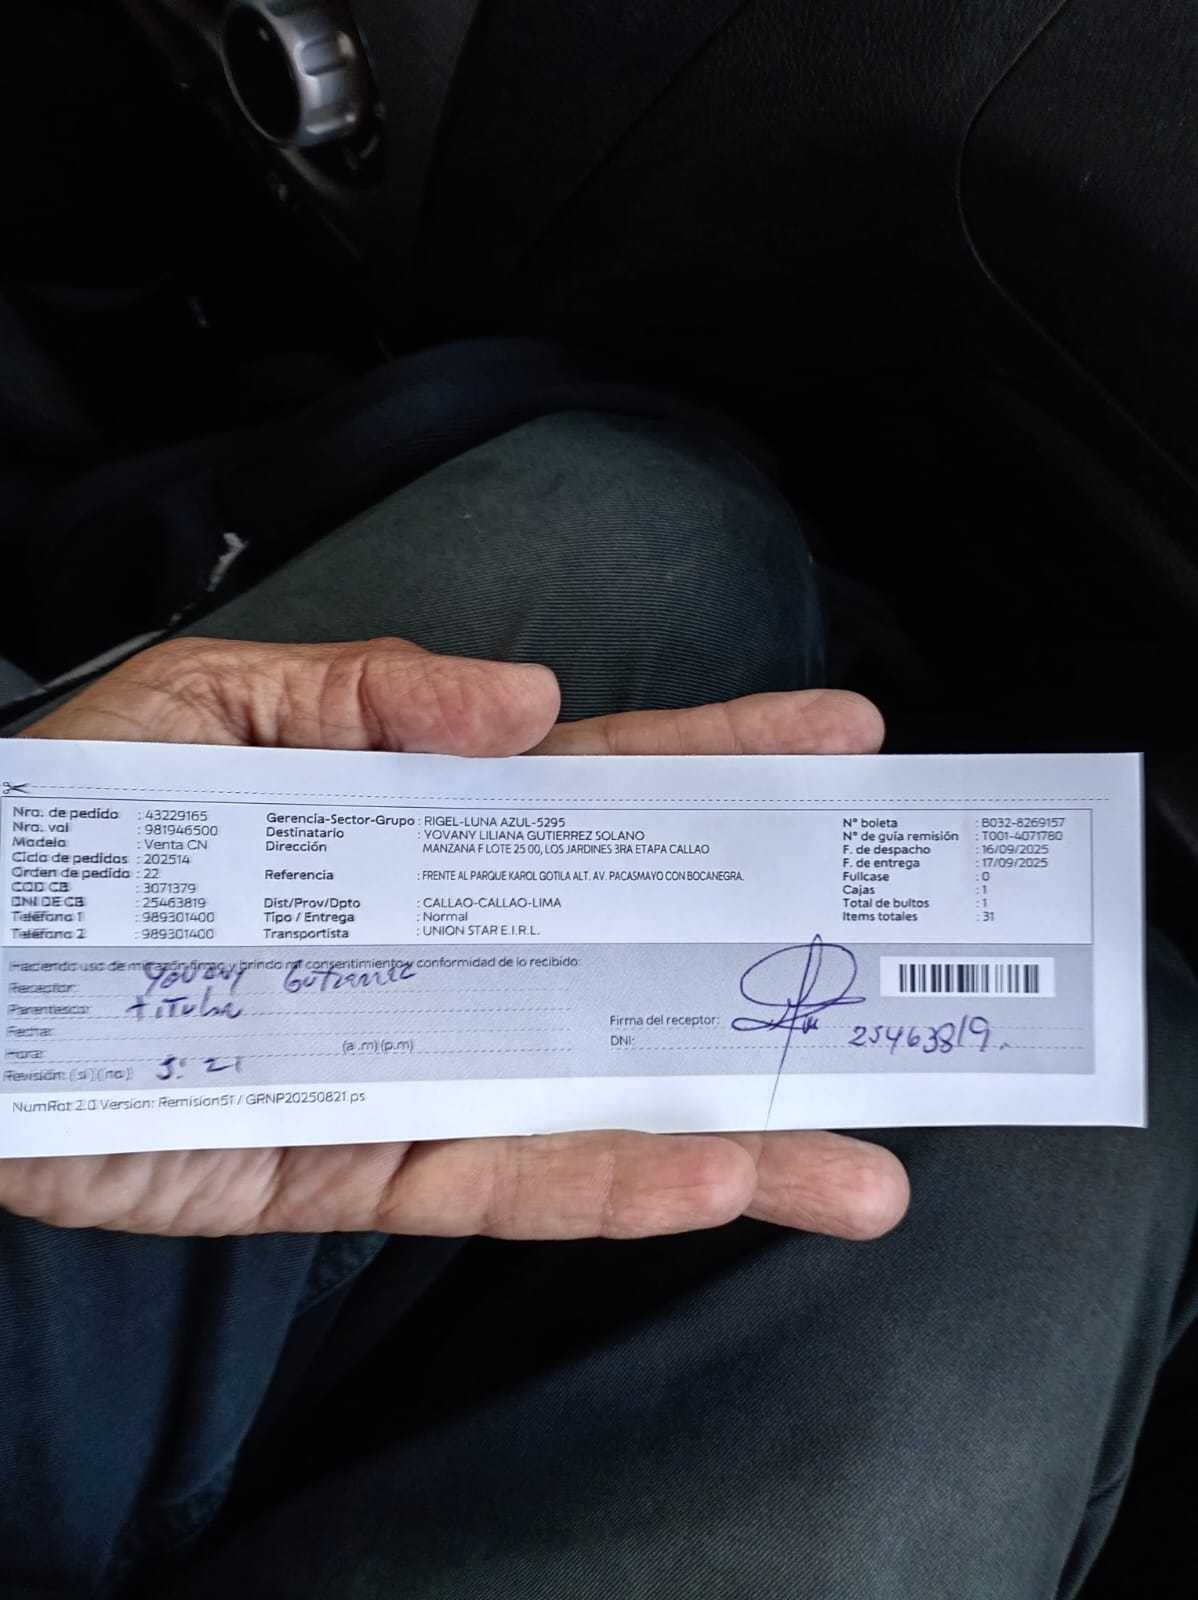 Nro. de pedido : 43229165
Nro. val : 981946500
Modelo : Venta CN
Ciclo de pedidos : 202514
Orden de pedido : 22
COD CB : 3071379
DNI DE CB : 25463819
Teléfono 1 : 989301400
Teléfono 2 : 989301400
Gerencia-Sector-Grupo : RIGEL-LUNA AZUL-5295
Destinatario : YOVANY LILIANA GUTIERREZ SOLANO
Dirección MANZANA F LOTE 25 00, LOS JARDINES 3RA ETAPA CALLAO
Referencia : FRENTE AL PARQUE KAROL GOTILA ALT. AV. PACASMAYO CON BOCANEGRA.
Dist/Prov/Dpto : CALLAO-CALLAO-LIMA
Tipo / Entrega : Normal
Transportista : UNION STAR E.I.R.L.
N° boleta : B032-8269157
N° de guía remisión : T001-4071780
F. de despacho : 16/09/2025
F. de entrega : 17/09/2025
Fullcase : 0
Cajas : 1
Total de bultos : 1
Items totales : 31
Haciendo uso de mi razón firmo y brindo mi consentimiento y conformidad de lo recibido:
Receptor: Yovany Gutierrez
Parentesco: titular
Fecha:
Hora: (a .m) (p.m)
Revisión: ( si ) ( no ) 3: 21
Firma del receptor:
DNI: 25463819.
NumRot 2.0 Version: Remision51 / GRNP20250821.ps